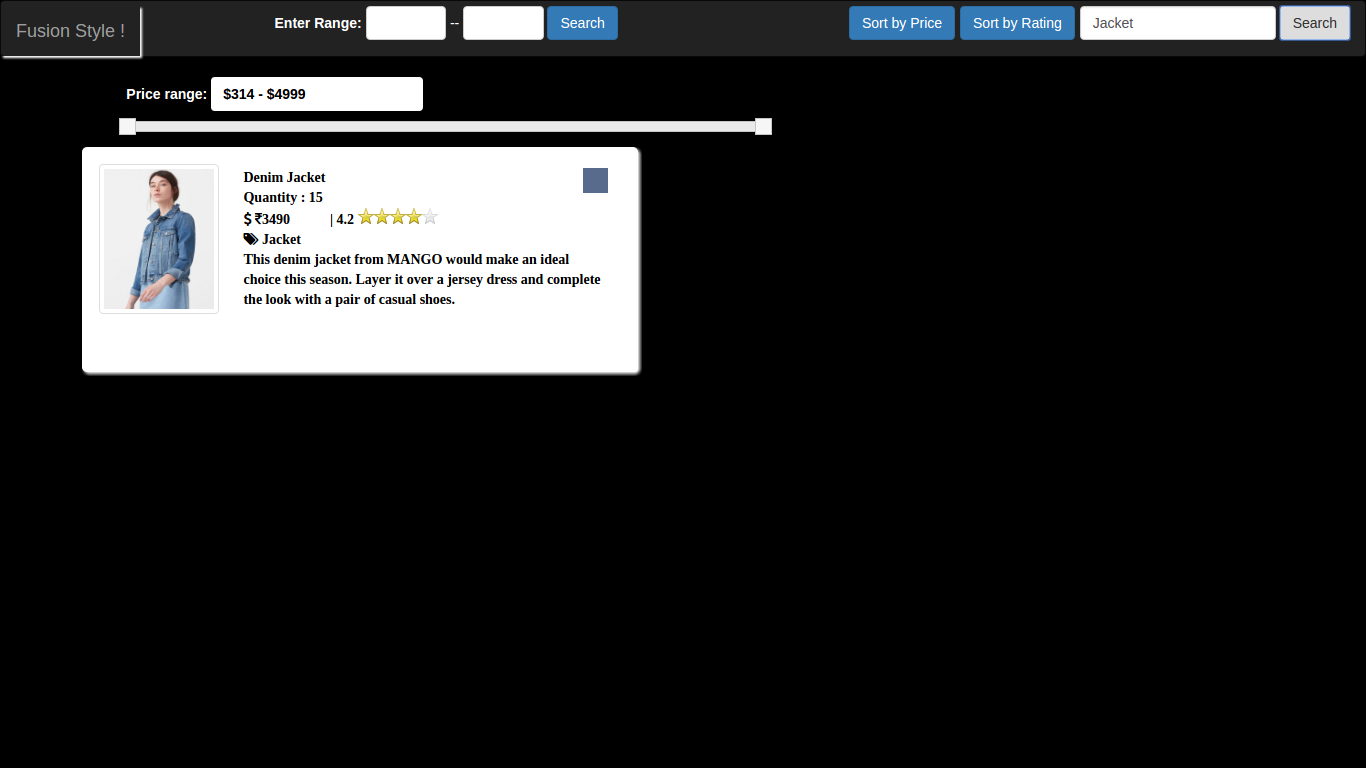 Fusion Style !
Enter Range: -- Search
Sort by Price Sort by Rating Jacket Search
Price range: $314 - $4999
Denim Jacket
Quantity : 15
$ ₹3490 | 4.2
Jacket
This denim jacket from MANGO would make an ideal
choice this season. Layer it over a jersey dress and complete
the look with a pair of casual shoes.